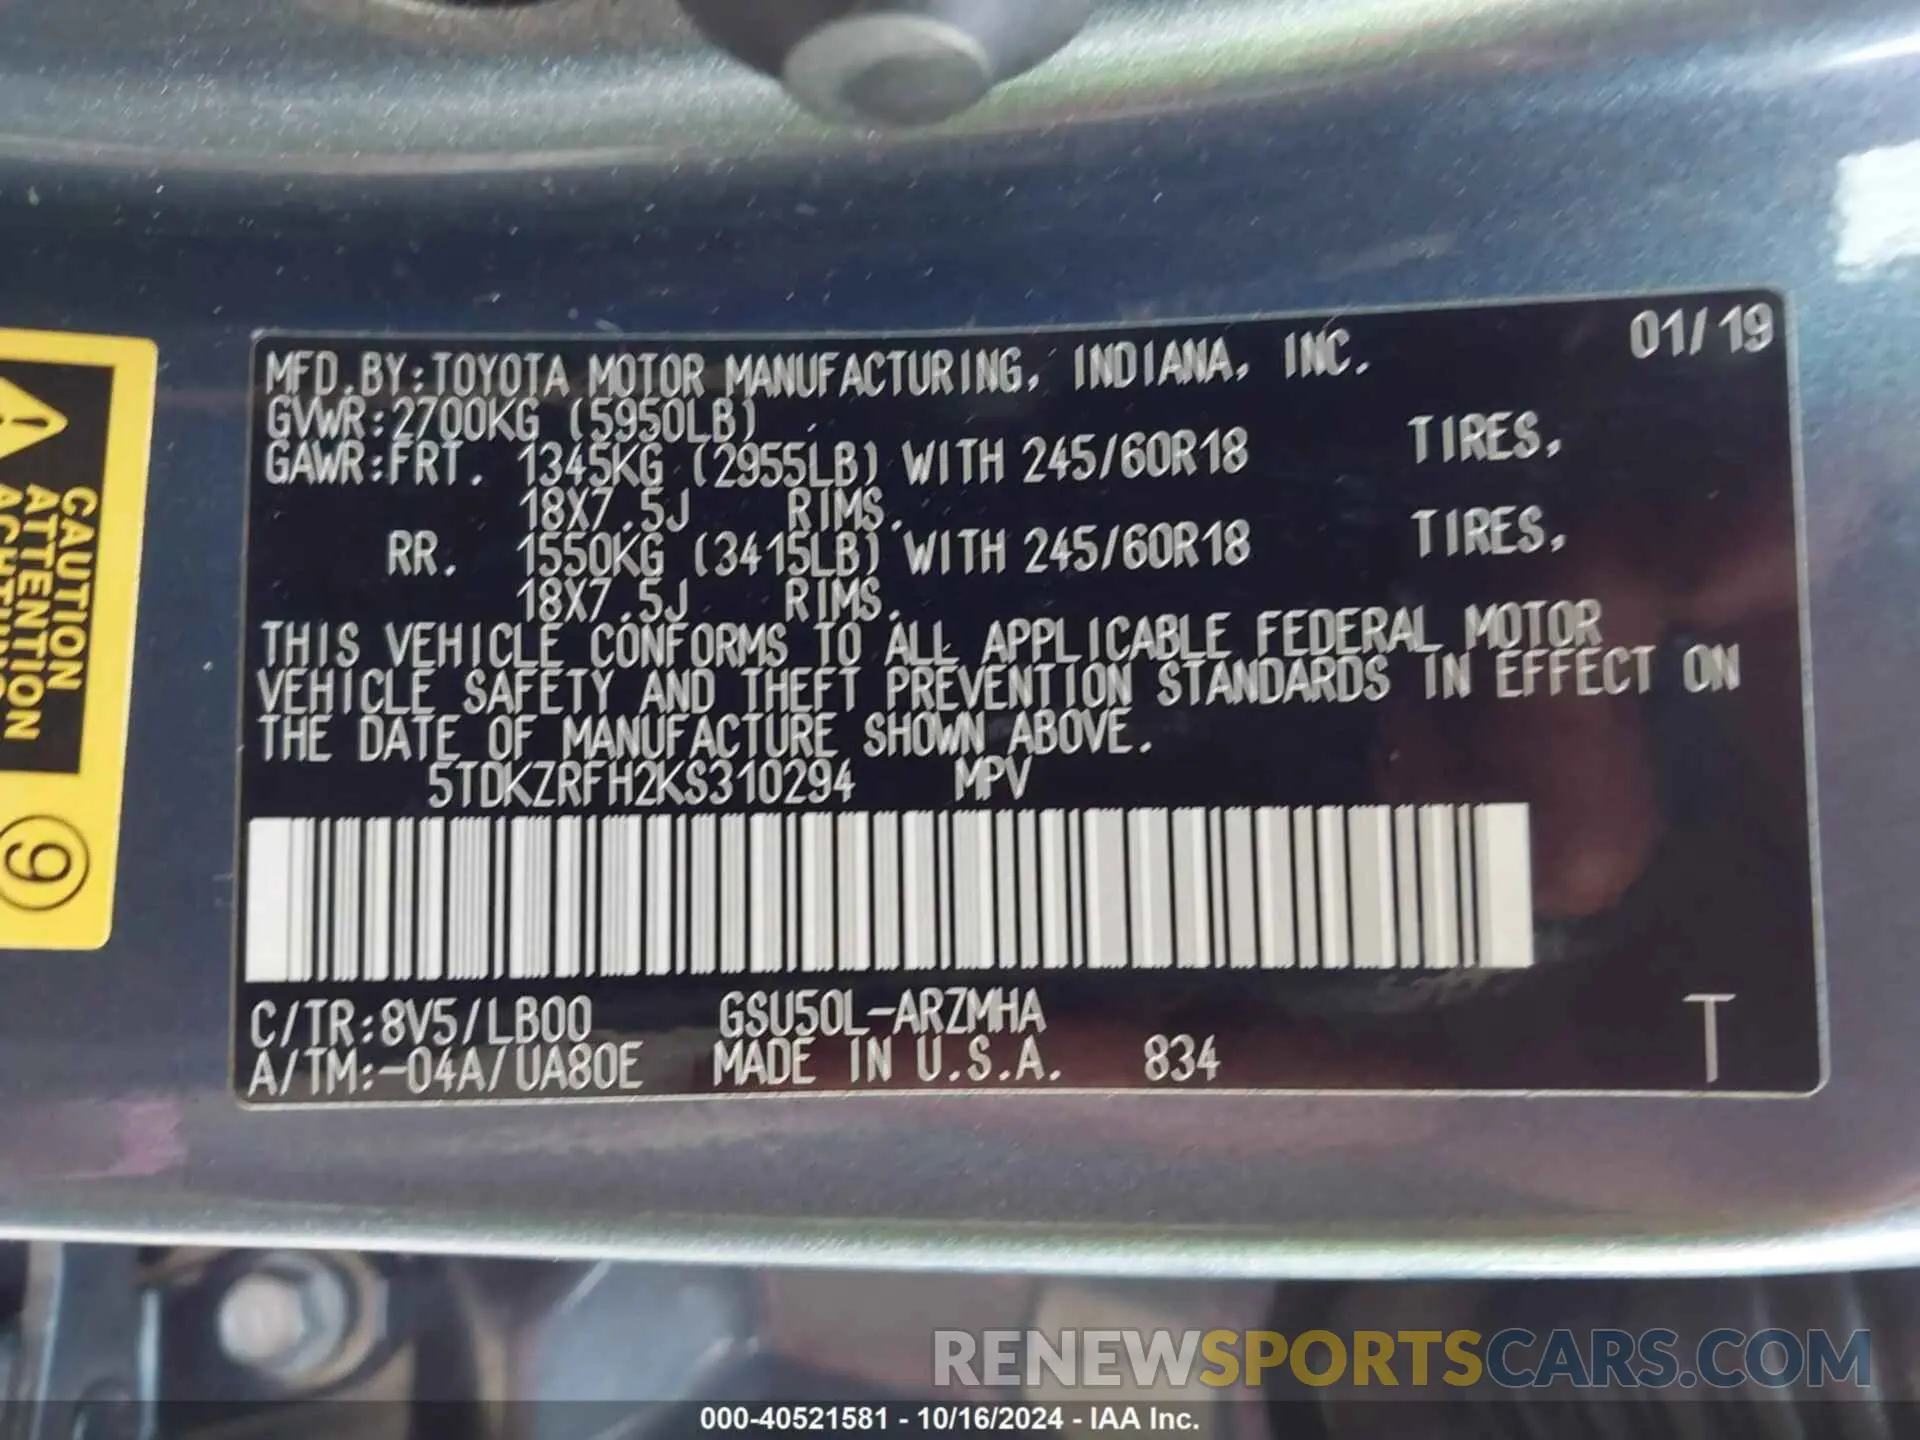 MFD.BY:TOYOTA MOTOR MANUFACTURING, INDIANA, INC. 01/19
GVWR:2700KG (5950LB)
GAWR:FRT. 1345KG (2955LB) WITH 245/60R18 TIRES,
18X7.5J RIMS.
RR. 1550KG (3415LB) WITH 245/60R18 TIRES,
18X7.5J RIMS.
THIS VEHICLE CONFORMS TO ALL APPLICABLE FEDERAL MOTOR
VEHICLE SAFETY AND THEFT PREVENTION STANDARDS IN EFFECT ON
THE DATE OF MANUFACTURE SHOWN ABOVE.
5TDKZRFH2KS310294 MPV
C/TR:8V5/LB00 GSU50L-ARZMHA
A/TM:-04A/UA80E MADE IN U.S.A. 834 T
CAUTION
ATTENTION
9
RENEWSPORTSCARS.COM
000-40521581 - 10/16/2024 - IAA Inc.